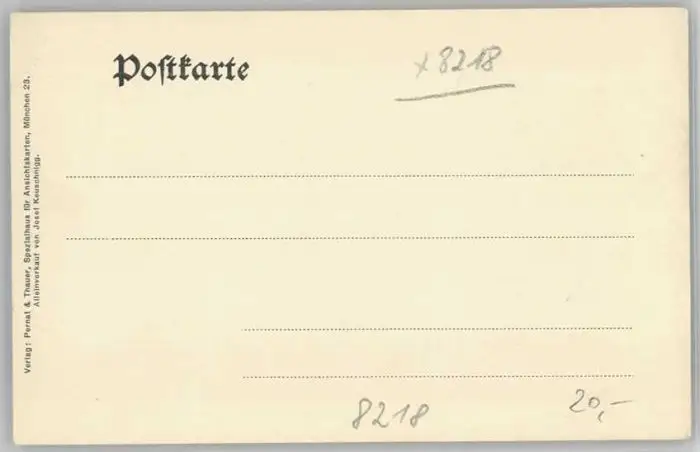 Postkarte
x 8218
Verlag: Pernat & Thauer, Spezialhaus für Ansichtskarten, München 23.
Alleinverkauf von Josef Keuschnigg.
8218
20,-